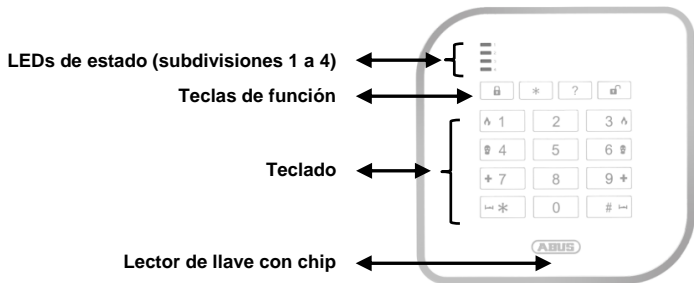 LEDs de estado (subdivisiones 1 a 4)
Teclas de función
* ?
1 2 3
Teclado
4 5 6
7 8 9
* 0 #
ABUS
Lector de llave con chip